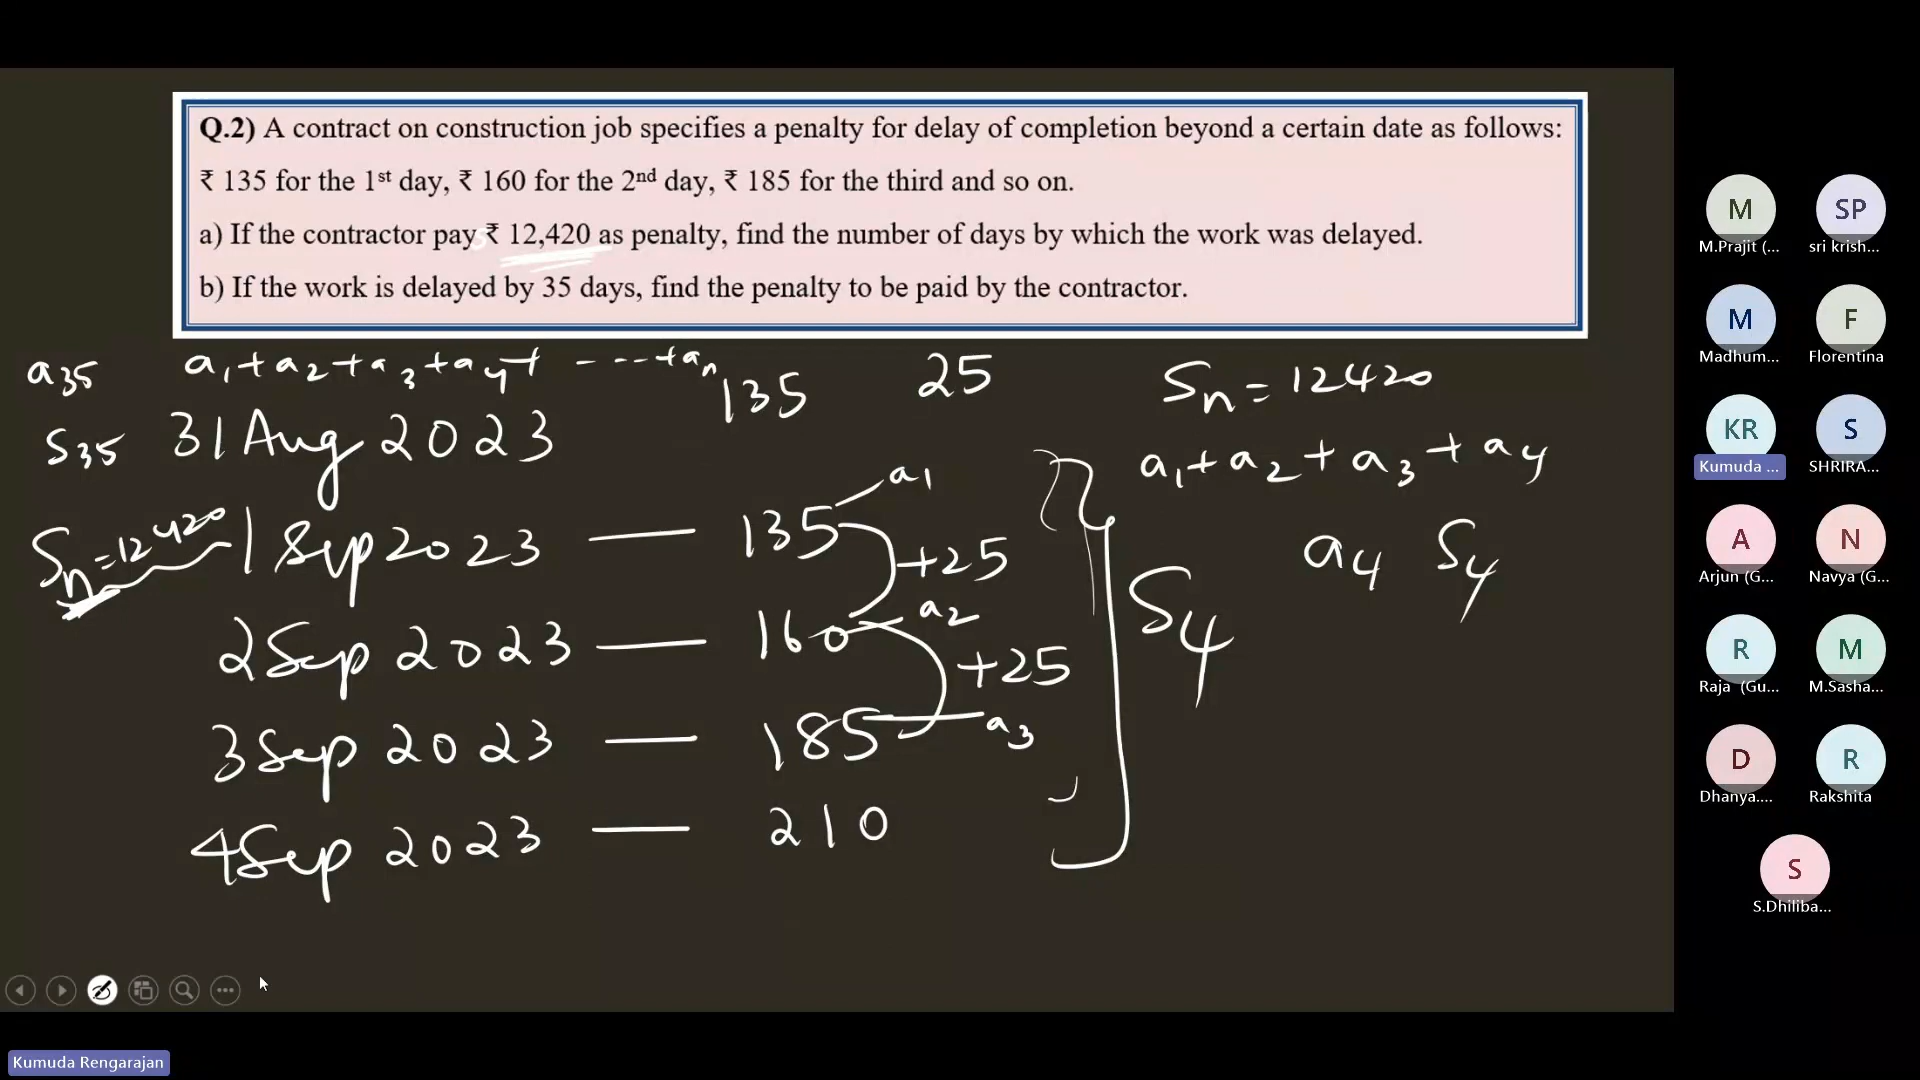 Q.2) A contract on construction job specifies a penalty for delay of completion beyond a certain date as follows:
₹ 135 for the 1st day, ₹ 160 for the 2nd day, ₹ 185 for the third and so on.
a) If the contractor pays ₹ 12,420 as penalty, find the number of days by which the work was delayed.
b) If the work is delayed by 35 days, find the penalty to be paid by the contractor.
a35 a1+a2+a3+a4+ ----+an
135 25 Sn=12420
S35 31 Aug 2023
a1+a2+a3+a4
a1
Sn=12420 1 Sep 2023 — 135
+25 a4 S4
a2
2 Sep 2023 — 160
+25 S4
3 Sep 2023 — 185 a3
4 Sep 2023 — 210
M
M.Prajit (...
SP
sri krish...
M
Madhum...
F
Florentina
KR
Kumuda ...
S
SHRIRA...
A
Arjun (G...
N
Navya (G...
R
Raja (Gu...
M
M.Sasha...
D
Dhanya....
R
Rakshita
S
S.Dhiliba...
Kumuda Rengarajan